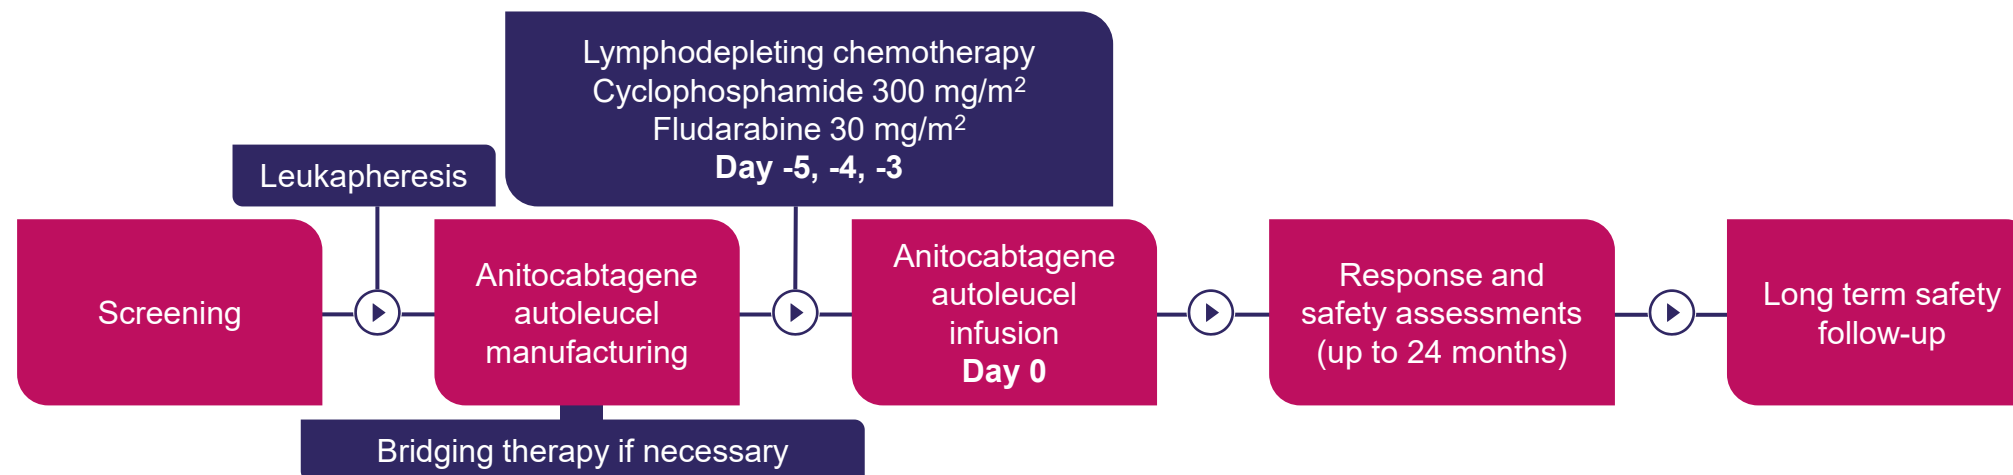 Lymphodepleting chemotherapy
Cyclophosphamide 300 mg/m²
Fludarabine 30 mg/m²
Day -5, -4, -3
Leukapheresis
Screening
Anitocabtagene
autoleucel
manufacturing
Anitocabtagene
autoleucel
infusion
Day 0
Response and
safety assessments
(up to 24 months)
Long term safety
follow-up
Bridging therapy if necessary